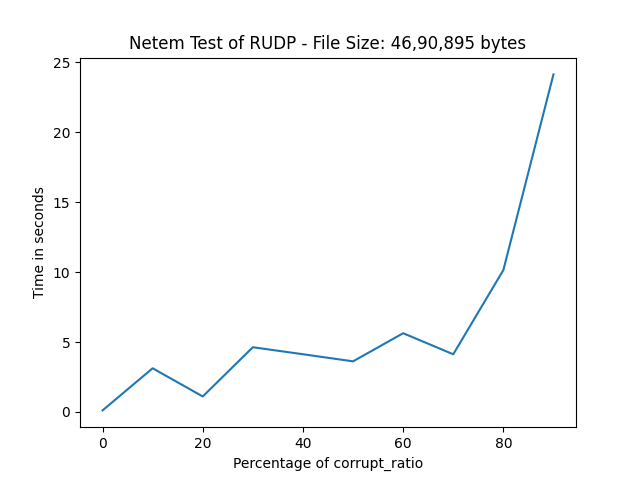 Netem Test of RUDP - File Size: 46,90,895 bytes
25
20
15
10
5
0
Time in seconds
0 20 40 60 80
Percentage of corrupt_ratio